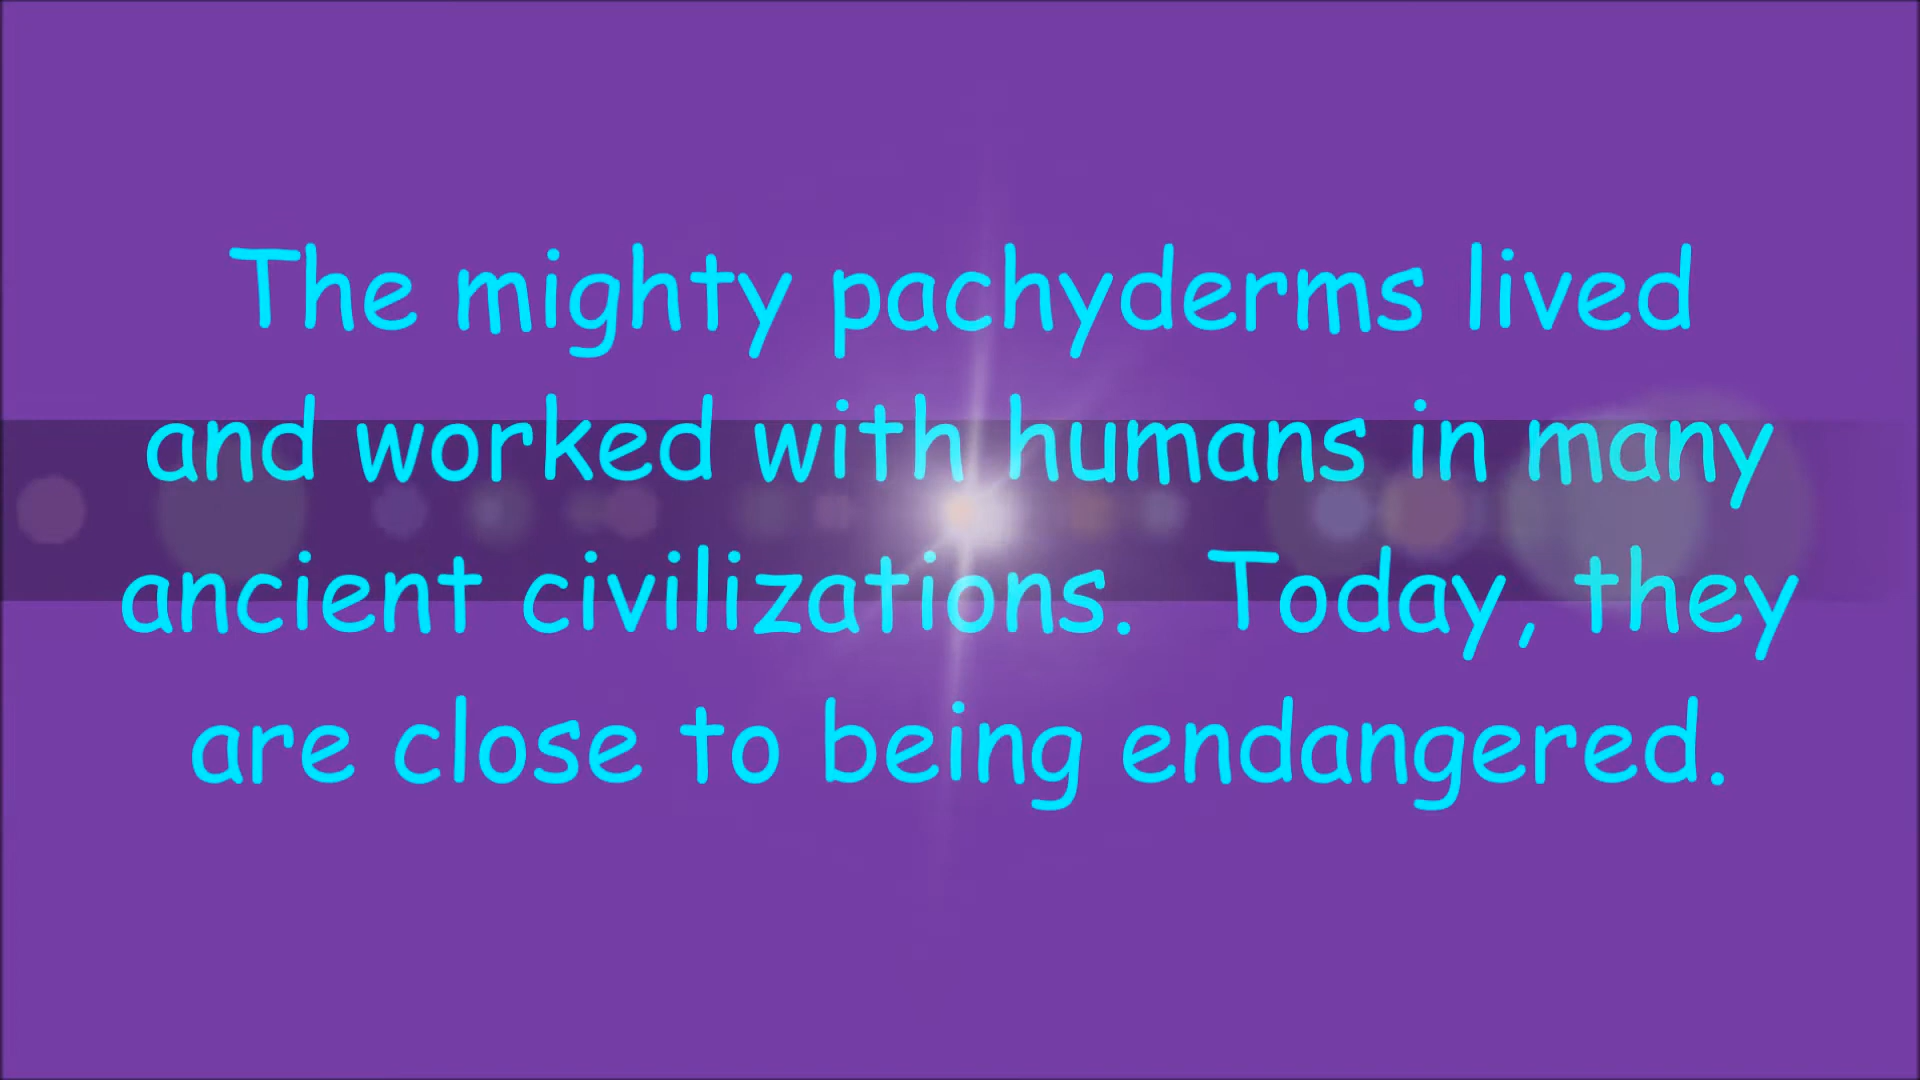 The mighty pachyderms lived
and worked with humans in many
ancient civilizations.  Today, they
are close to being endangered.